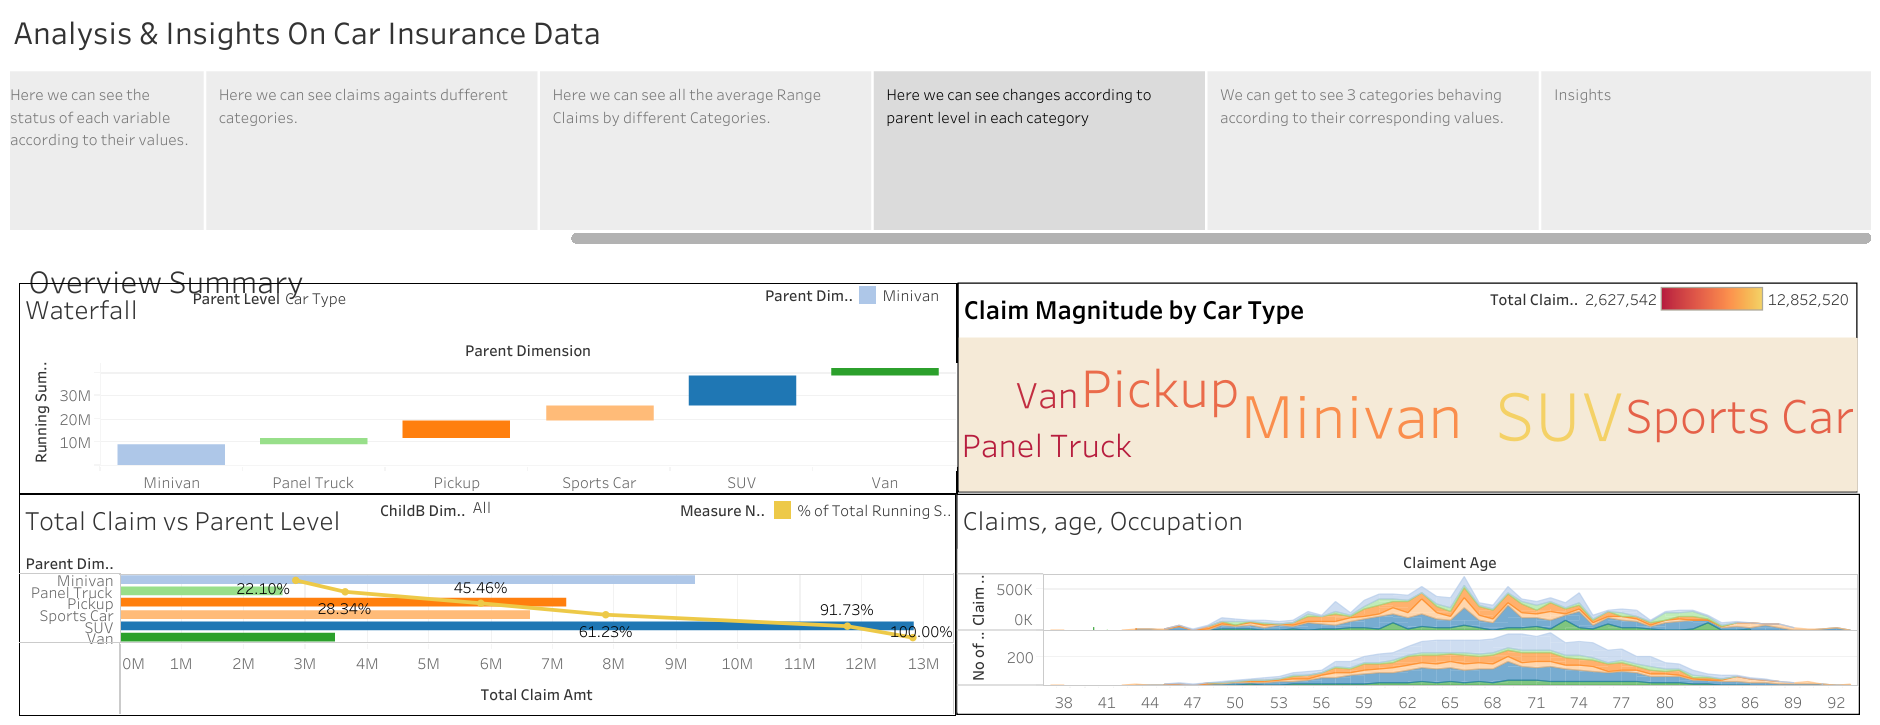 Analysis & Insights On Car Insurance Data
Here we can see the
status of each variable
according to their values.
Here we can see claims againts dufferent
categories.
Here we can see all the average Range
Claims by different Categories.
Here we can see changes according to
parent level in each category
We can get to see 3 categories behaving
according to their corresponding values.
Insights
Overview Summary
Waterfall
Parent Level Car Type
Parent Dim.. Minivan
Parent Dimension
Running Sum..
30M
20M
10M
Minivan Panel Truck Pickup Sports Car SUV Van
Claim Magnitude by Car Type
Total Claim.. 2,627,542 12,852,520
Van Pickup Minivan SUV Sports Car
Panel Truck
Total Claim vs Parent Level
ChildB Dim.. All
Measure N.. % of Total Running S..
Parent Dim..
Minivan
Panel Truck
Pickup
Sports Car
SUV
Van
22.10%
28.34%
45.46%
61.23%
91.73%
100.00%
0M 1M 2M 3M 4M 5M 6M 7M 8M 9M 10M 11M 12M 13M
Total Claim Amt
Claims, age, Occupation
Claiment Age
Claim ..
500K
0K
No of ..
200
38 41 44 47 50 53 56 59 62 65 68 71 74 77 80 83 86 89 92